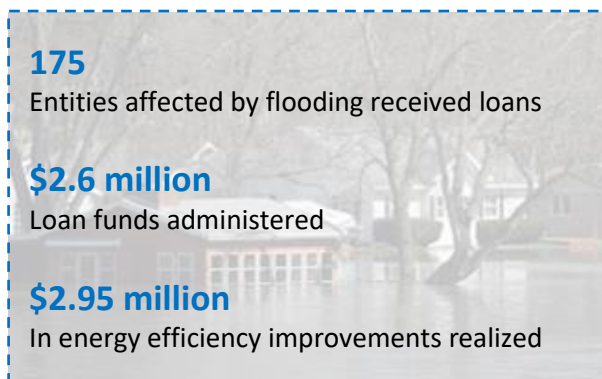 175
Entities affected by flooding received loans
$2.6 million
Loan funds administered
$2.95 million
In energy efficiency improvements realized